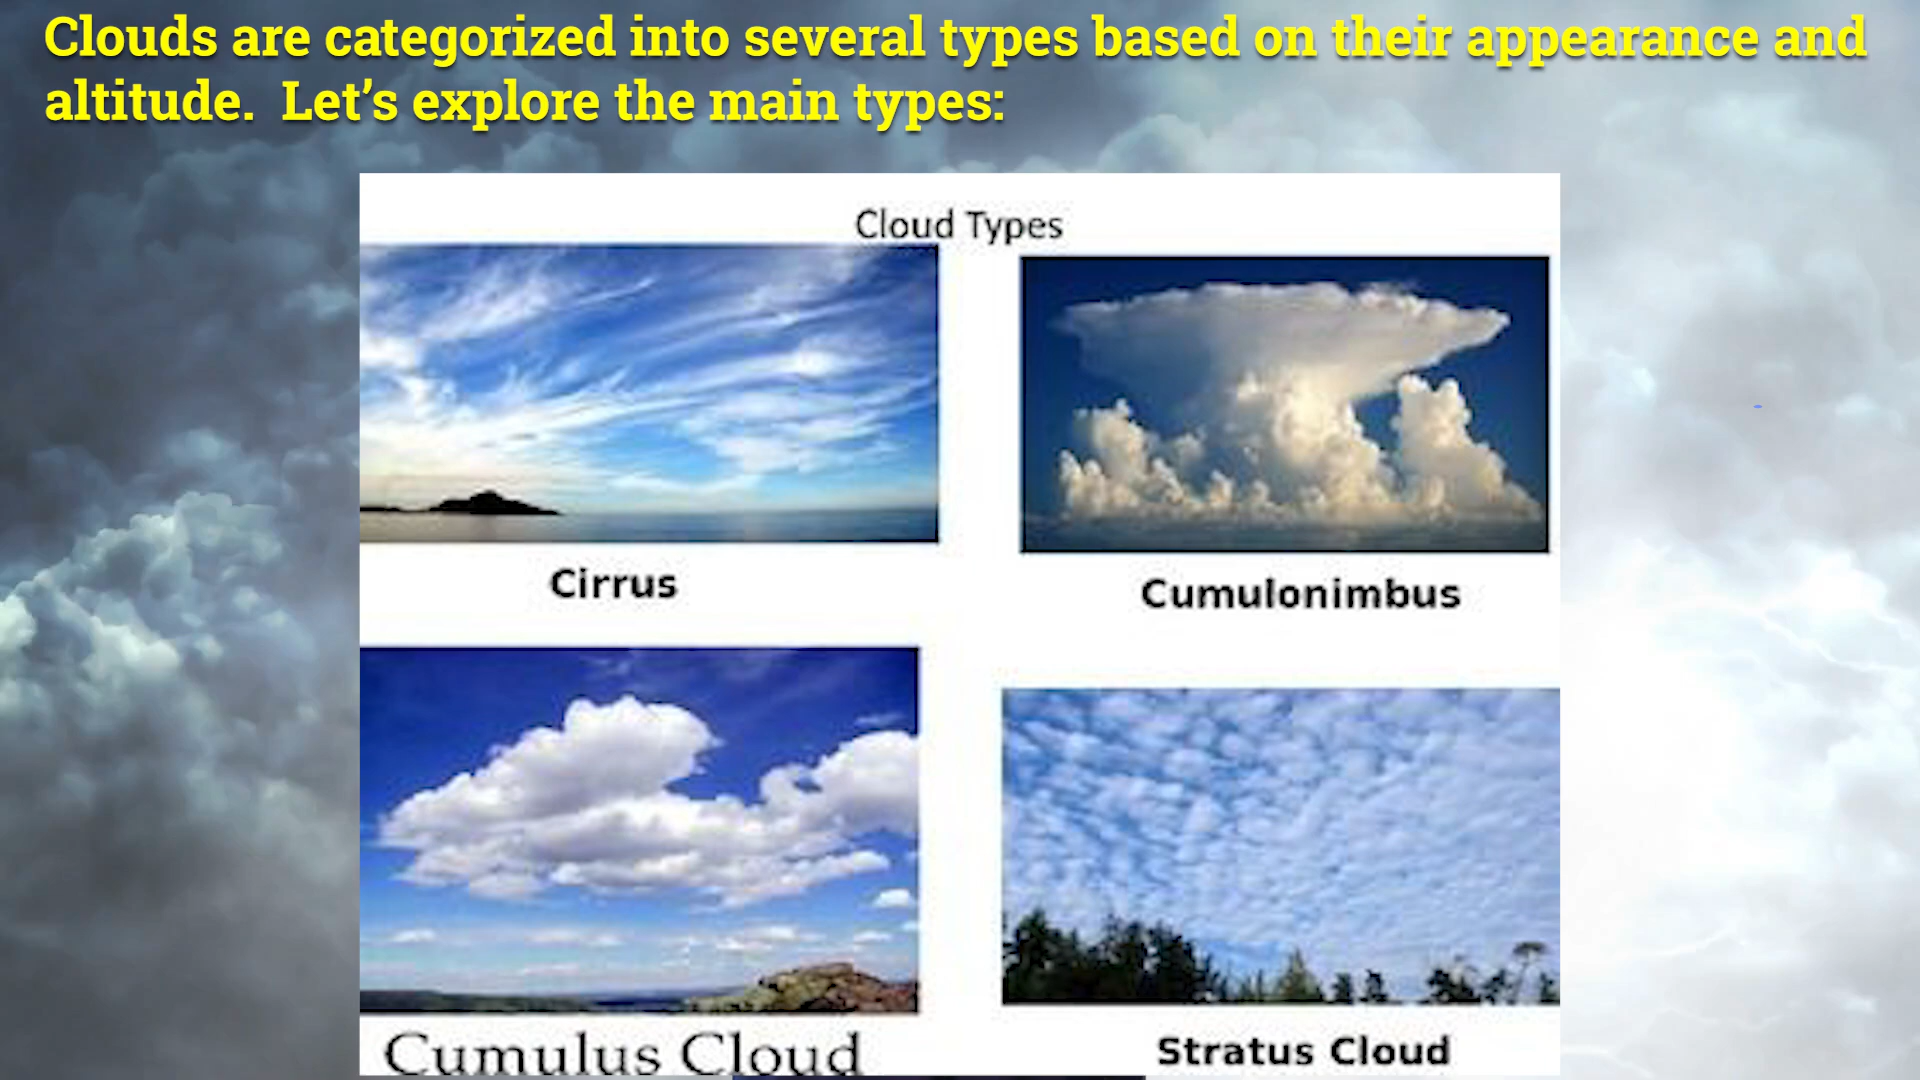 Clouds are categorized into several types based on their appearance and
altitude.  Let’s explore the main types:
Cloud Types
Cirrus
Cumulonimbus
Cumulus Cloud
Stratus Cloud